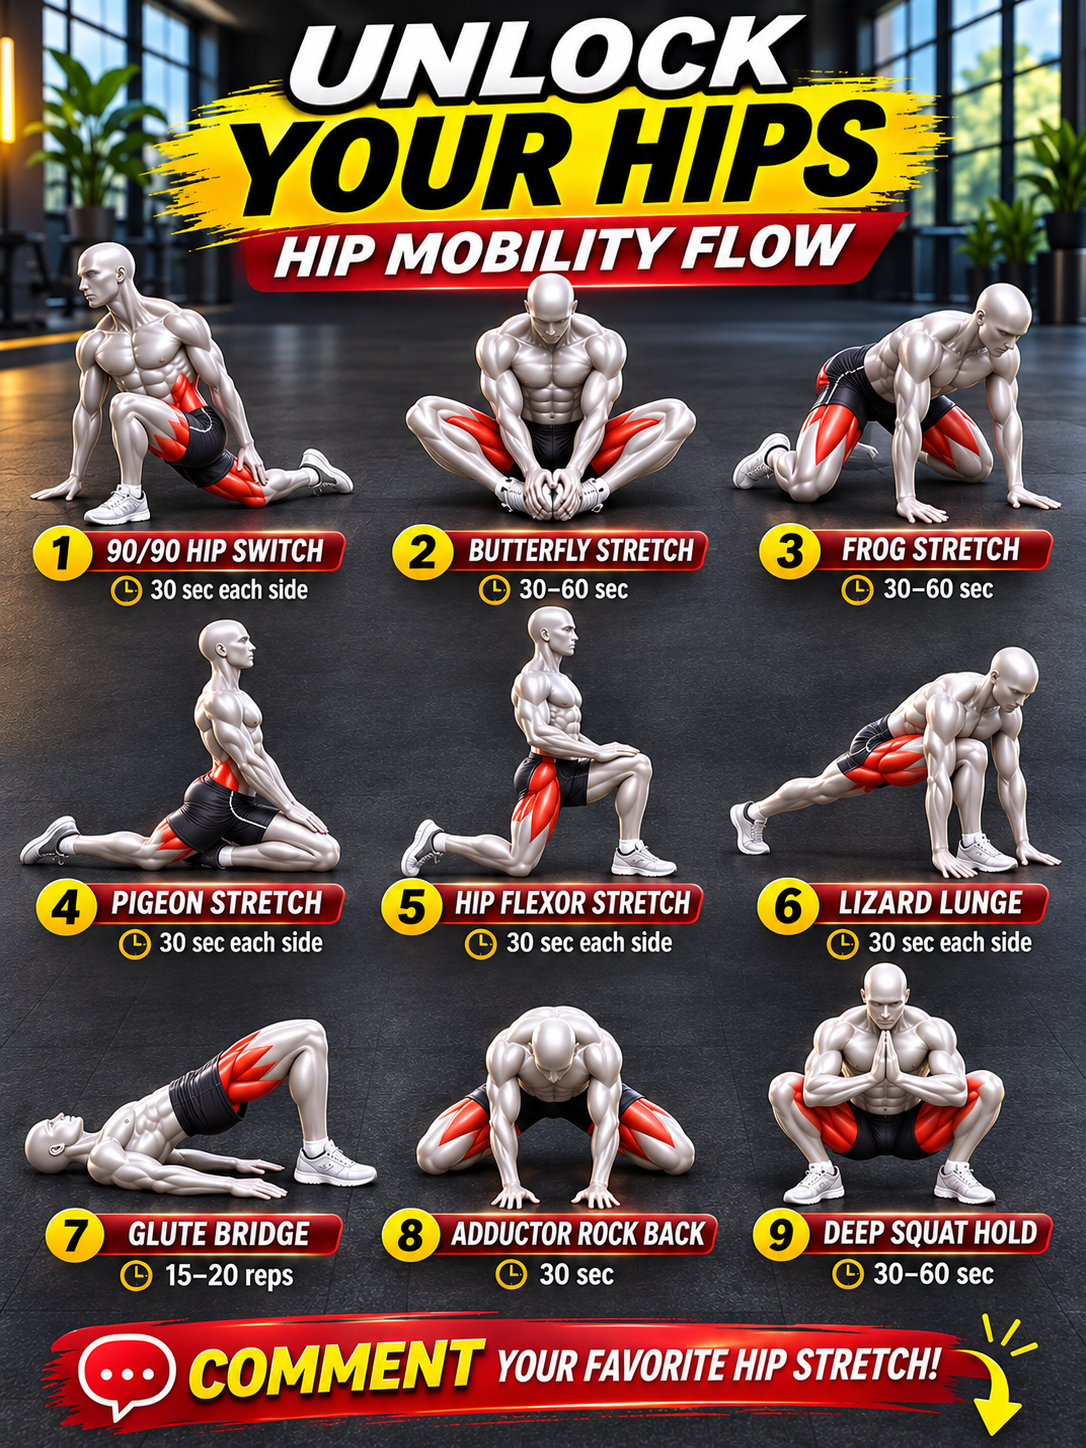 UNLOCK
YOUR HIPS
HIP MOBILITY FLOW
1 90/90 HIP SWITCH
30 sec each side
2 BUTTERFLY STRETCH
30–60 sec
3 FROG STRETCH
30–60 sec
4 PIGEON STRETCH
30 sec each side
5 HIP FLEXOR STRETCH
30 sec each side
6 LIZARD LUNGE
30 sec each side
7 GLUTE BRIDGE
15–20 reps
8 ADDUCTOR ROCK BACK
30 sec
9 DEEP SQUAT HOLD
30–60 sec
COMMENT YOUR FAVORITE HIP STRETCH!